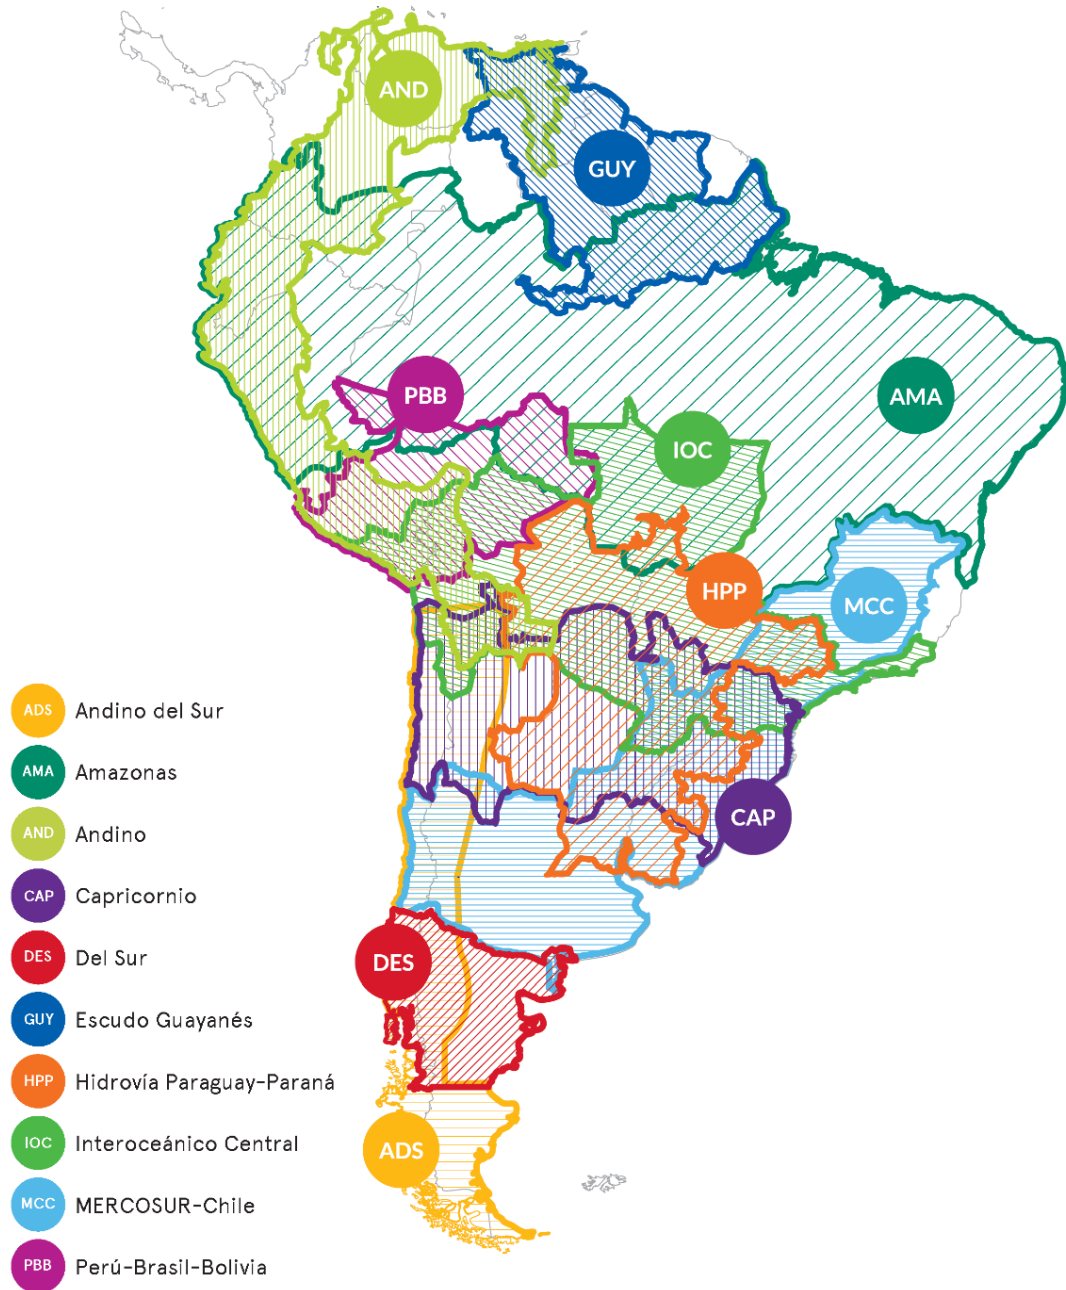 AND
GUY
PBB
AMA
IOC
HPP
MCC
CAP
DES
ADS
ADS Andino del Sur
AMA Amazonas
AND Andino
CAP Capricornio
DES Del Sur
GUY Escudo Guayanés
HPP Hidrovía Paraguay-Paraná
IOC Interoceánico Central
MCC MERCOSUR-Chile
PBB Perú-Brasil-Bolivia